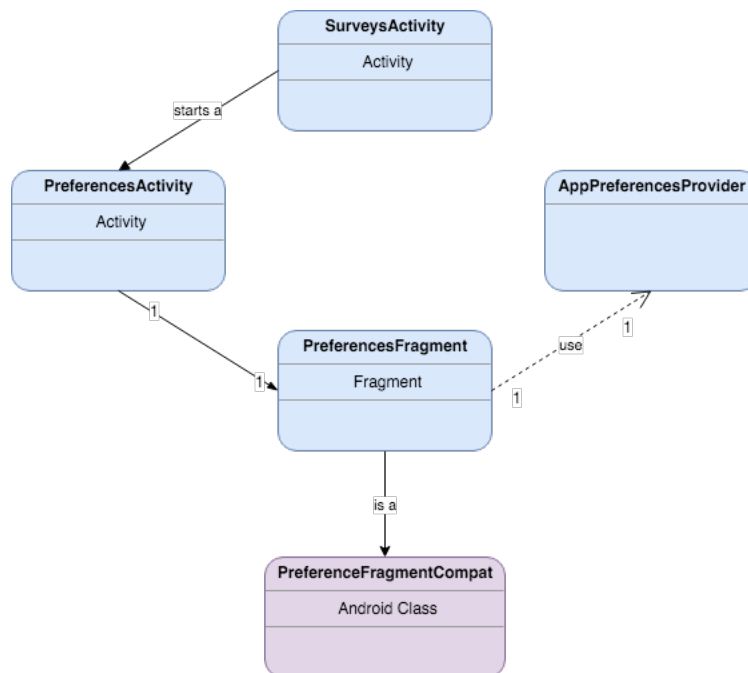 SurveysActivity
Activity
starts a
PreferencesActivity
Activity
AppPreferencesProvider
1
1
PreferencesFragment
Fragment
use
1
1
is a
PreferenceFragmentCompat
Android Class